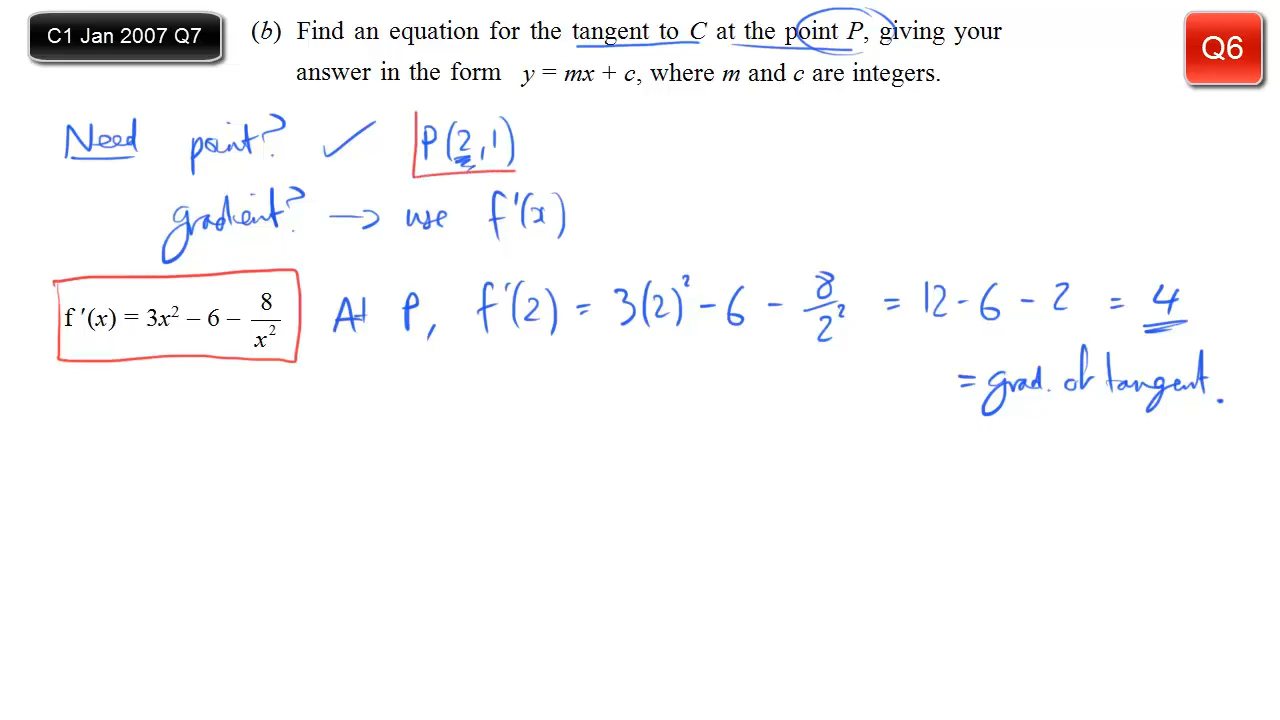 C1 Jan 2007 Q7
(b) Find an equation for the tangent to C at the point P, giving your
answer in the form y = mx + c, where m and c are integers.
Q6
Need point? ✓ P(2,1)
gradient? → use f'(x)
f '(x) = 3x² − 6 − 8/x²
At P, f'(2) = 3(2)² - 6 - 8/2² = 12 - 6 - 2 = 4
= grad. of tangent.